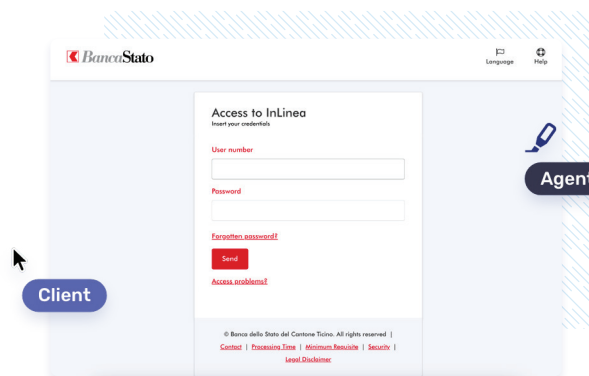 BancaStato
Language
Help
Access to InLinea
Insert your credentials
User number
Password
Forgotten password?
Send
Access problems?
© Banca dello Stato del Cantone Ticino. All rights reserved |
Contact | Processing Time | Minimum Requisite | Security |
Legal Disclaimer
Agent
Client